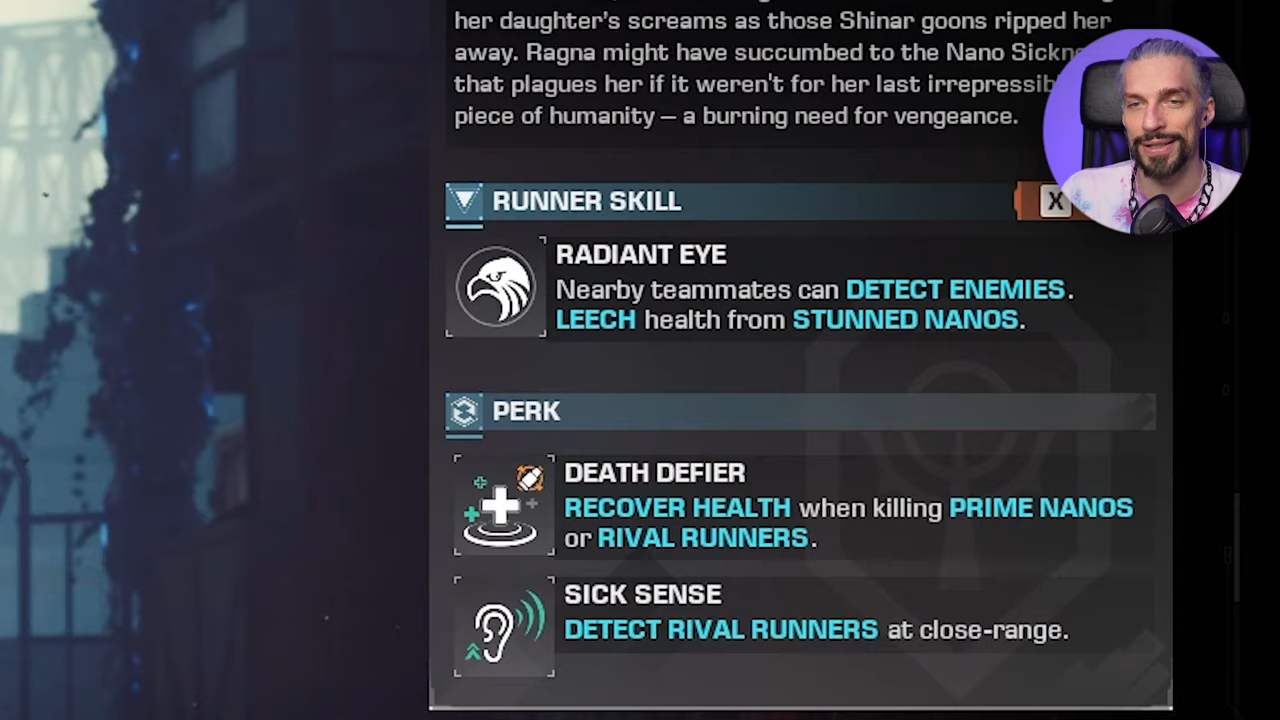 her daughter's screams as those Shinar goons ripped her
away. Ragna might have succumbed to the Nano
that plagues her if it weren't for her last
piece of humanity – a burning need for vengeance.
RUNNER SKILL
X
RADIANT EYE
Nearby teammates can DETECT ENEMIES.
LEECH health from STUNNED NANOS.
PERK
DEATH DEFIER
RECOVER HEALTH when killing PRIME NANOS
or RIVAL RUNNERS.
SICK SENSE
DETECT RIVAL RUNNERS at close-range.